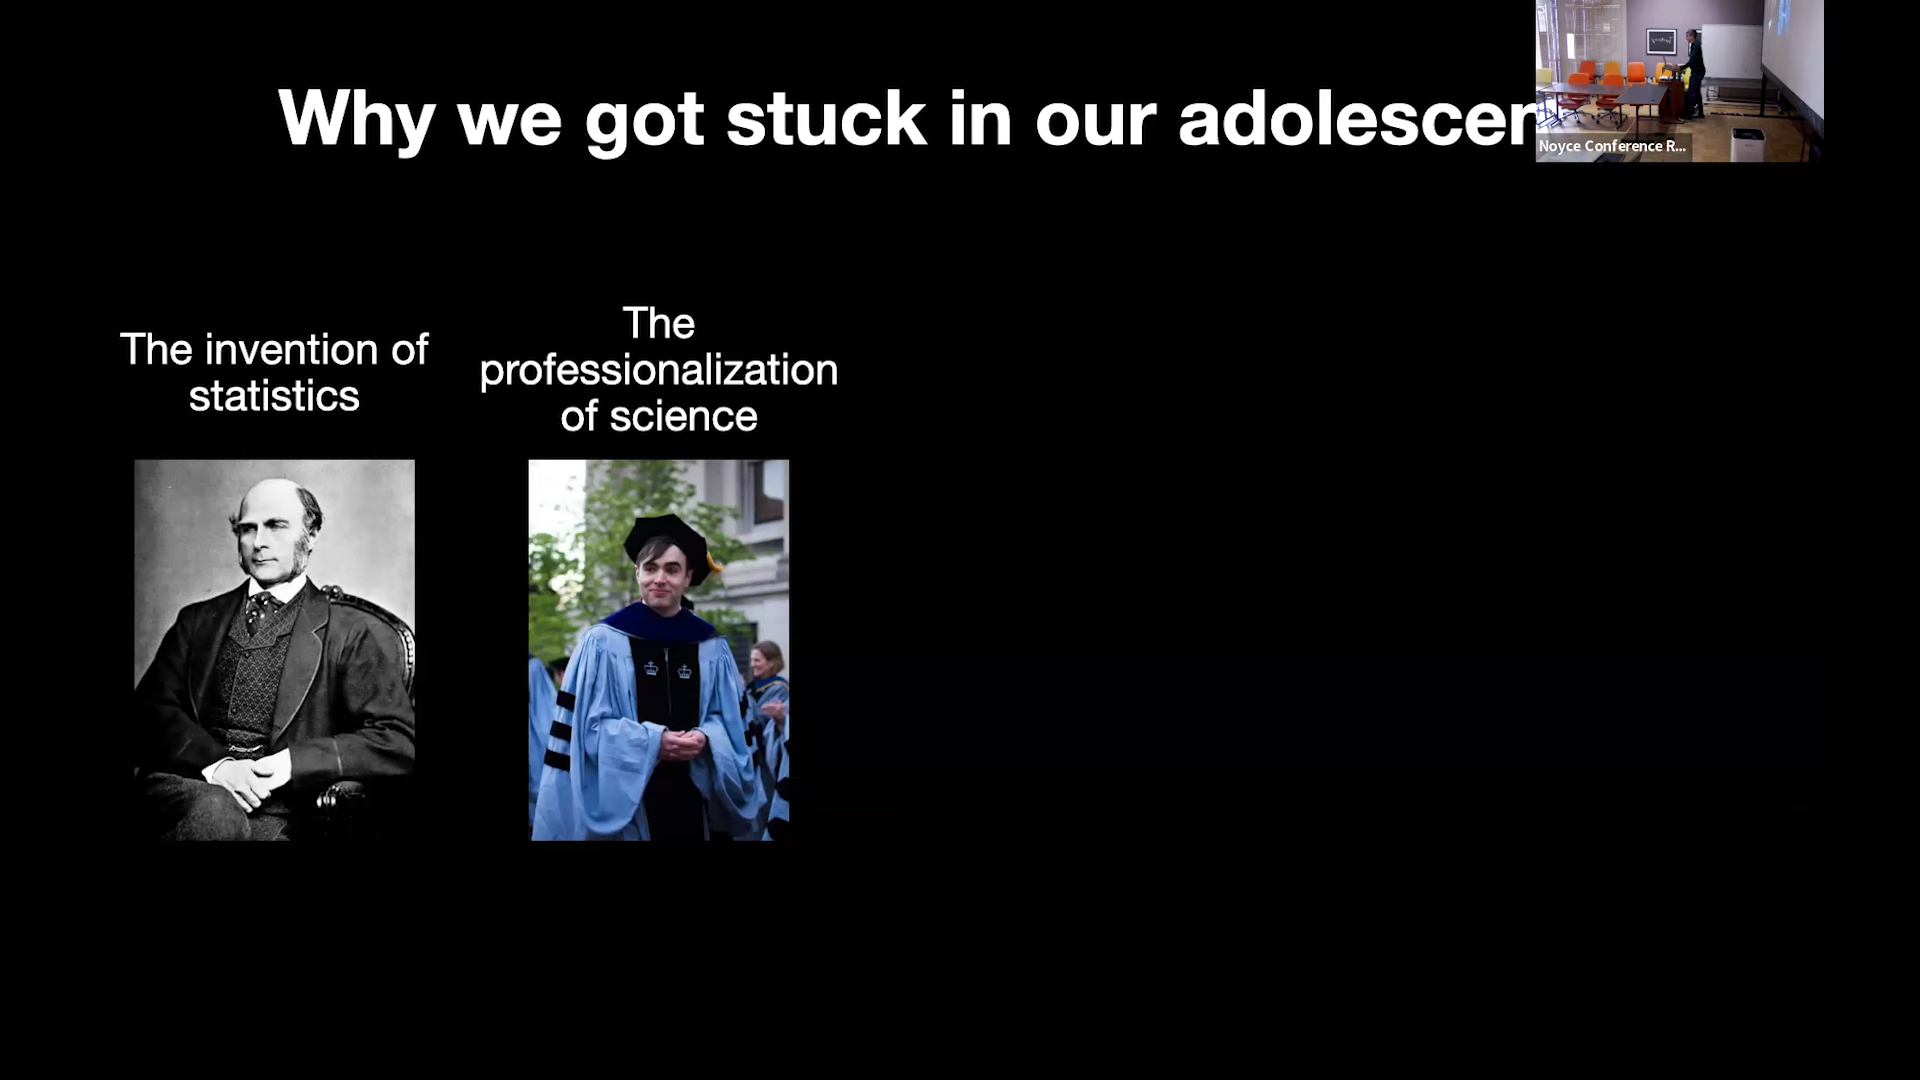 Why we got stuck in our adolescen
Noyce Conference R...
The invention of
statistics
The
professionalization
of science